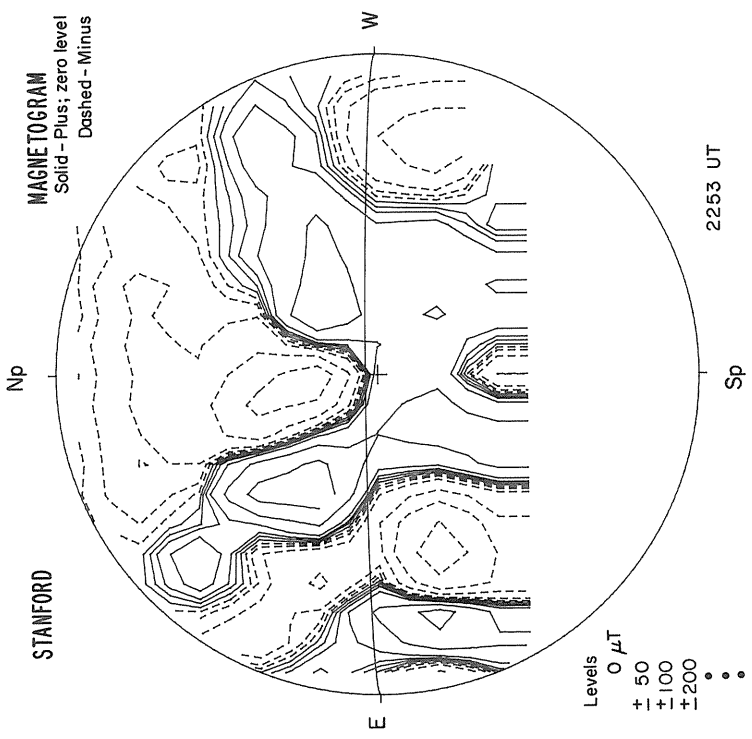 STANFORD
MAGNETOGRAM
Solid - Plus; zero level
Dashed - Minus
Np
W
E
Sp
2253 UT
Levels
0 μT
± 50
±100
±200